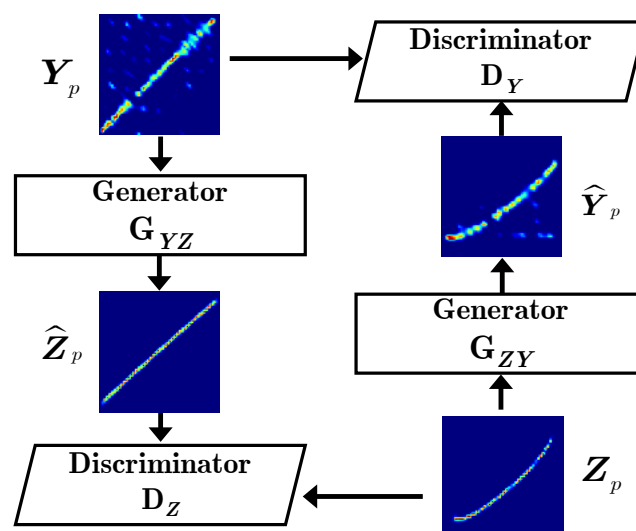 Y_p
Discriminator
D_Y
Generator
G_YZ
Ŷ_p
Ẑ_p
Generator
G_ZY
Discriminator
D_Z
Z_p